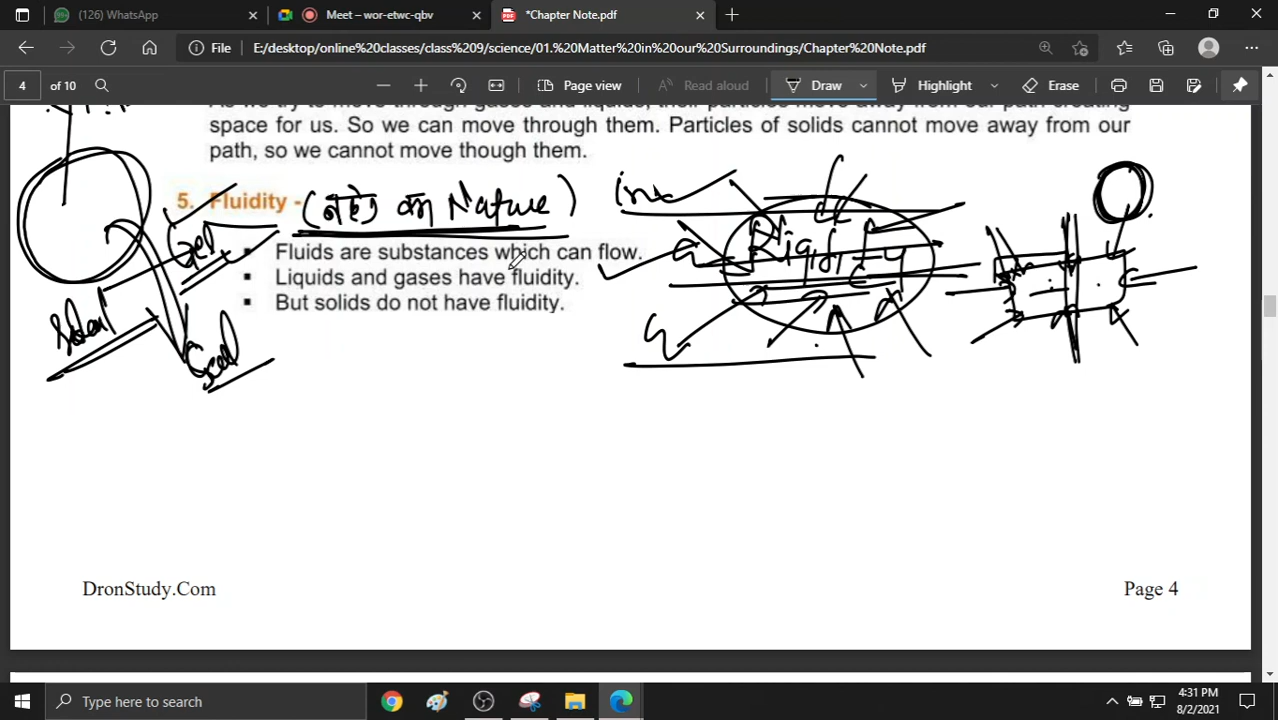 (126) WhatsApp
Meet – wor-etwc-qbv
*Chapter Note.pdf
File
E:/desktop/online%20classes/class%209/science/01.%20Matter%20in%20our%20Surroundings/Chapter%20Note.pdf
4 of 10
Page view
Read aloud
Draw
Highlight
Erase
space for us. So we can move through them. Particles of solids cannot move away from our
path, so we cannot move though them.
5. Fluidity -
Nature)
Rigidity
Gel
Fluids are substances which can flow.
Liquids and gases have fluidity.
But solids do not have fluidity.
DronStudy.Com
Page 4
Type here to search
4:31 PM
8/2/2021